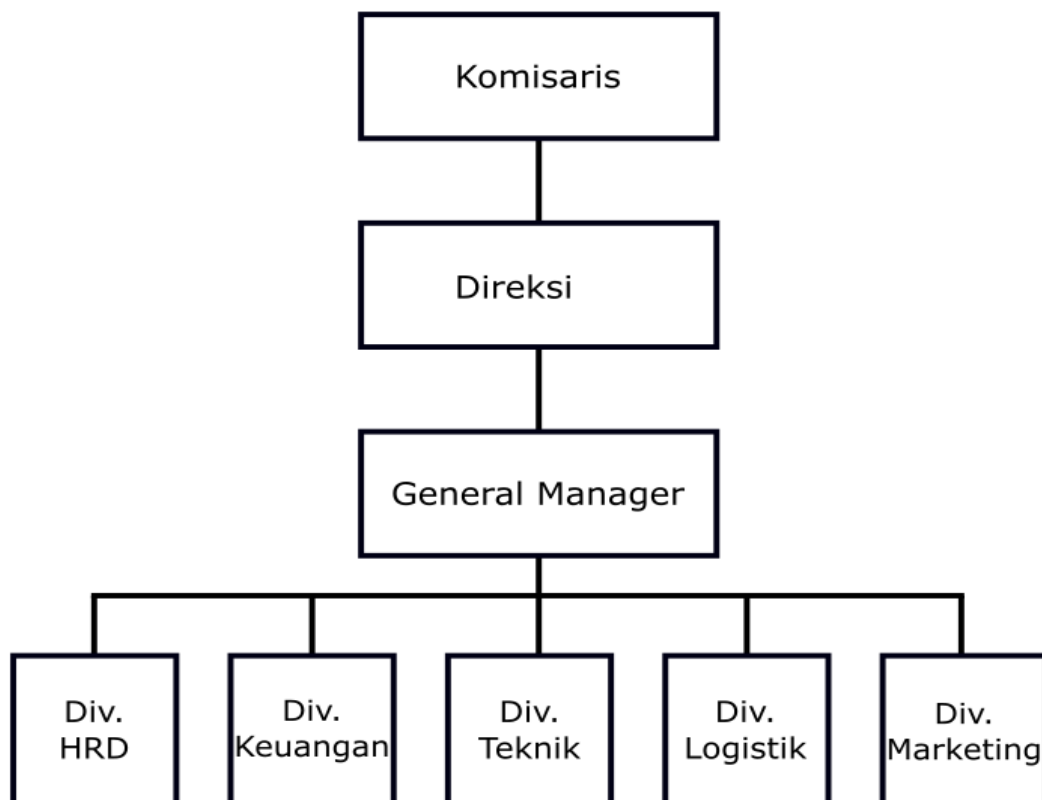 Komisaris
Direksi
General Manager
Div.
HRD
Div.
Keuangan
Div.
Teknik
Div.
Logistik
Div.
Marketing